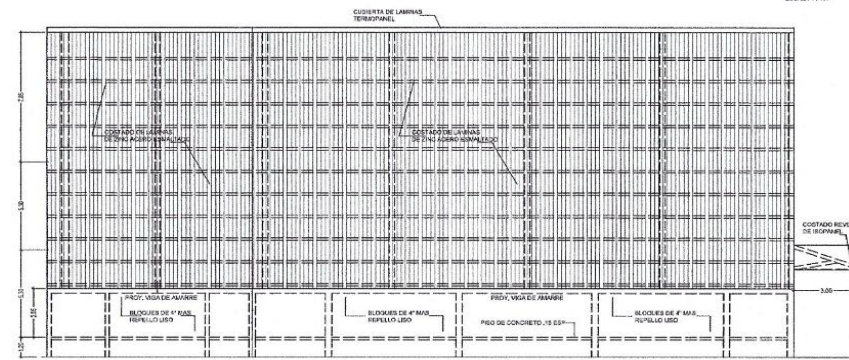 CUBIERTA DE LAMINAS
TERMOPANEL
COSTADO DE LAMINAS
DE ZINC ACERO ESMALTADO
COSTADO DE LAMINAS
DE ZINC ACERO ESMALTADO
COSTADO REV
DE ISOPANEL
3.00
PROY. VIGA DE AMARRE
PROY. VIGA DE AMARRE
BLOQUES DE 4" MAS
REPELLO LISO
BLOQUES DE 4" MAS
REPELLO LISO
PISO DE CONCRETO .15 ESP
BLOQUES DE 4" MAS
REPELLO LISO